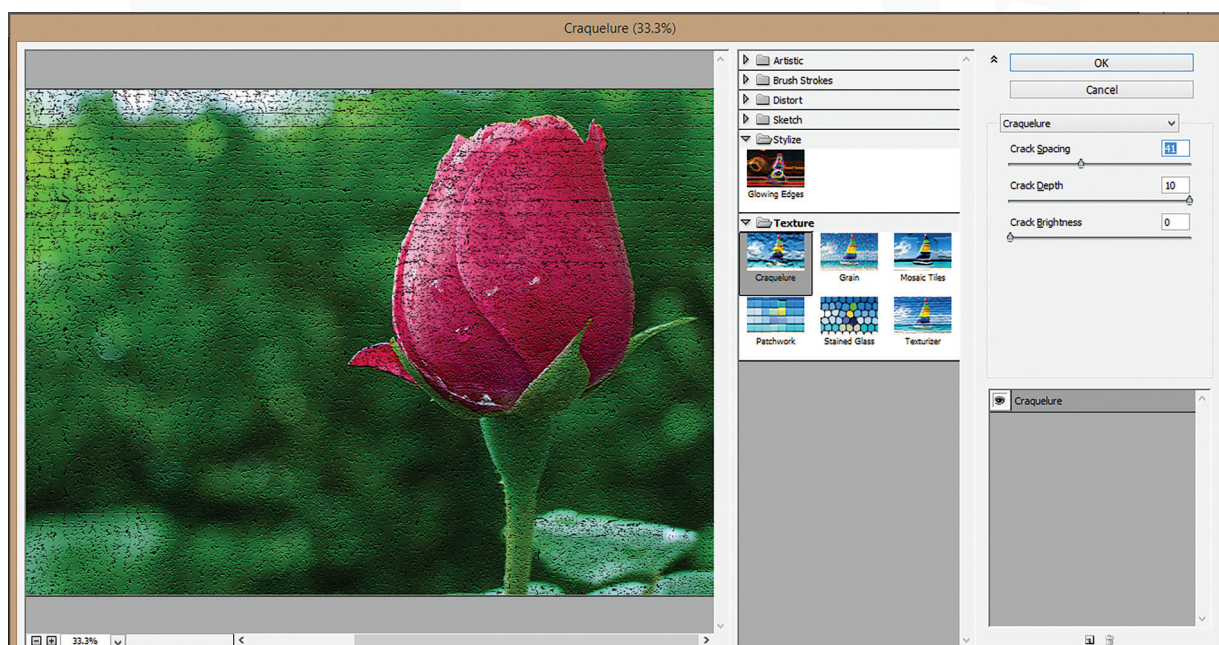 Craquelure (33.3%)
Artistic
Brush Strokes
Distort
Sketch
Stylize
Glowing Edges
Texture
Craquelure
Grain
Mosaic Tiles
Patchwork
Stained Glass
Texturizer
OK
Cancel
Craquelure
Crack Spacing 41
Crack Depth 10
Crack Brightness 0
Craquelure
33.3%